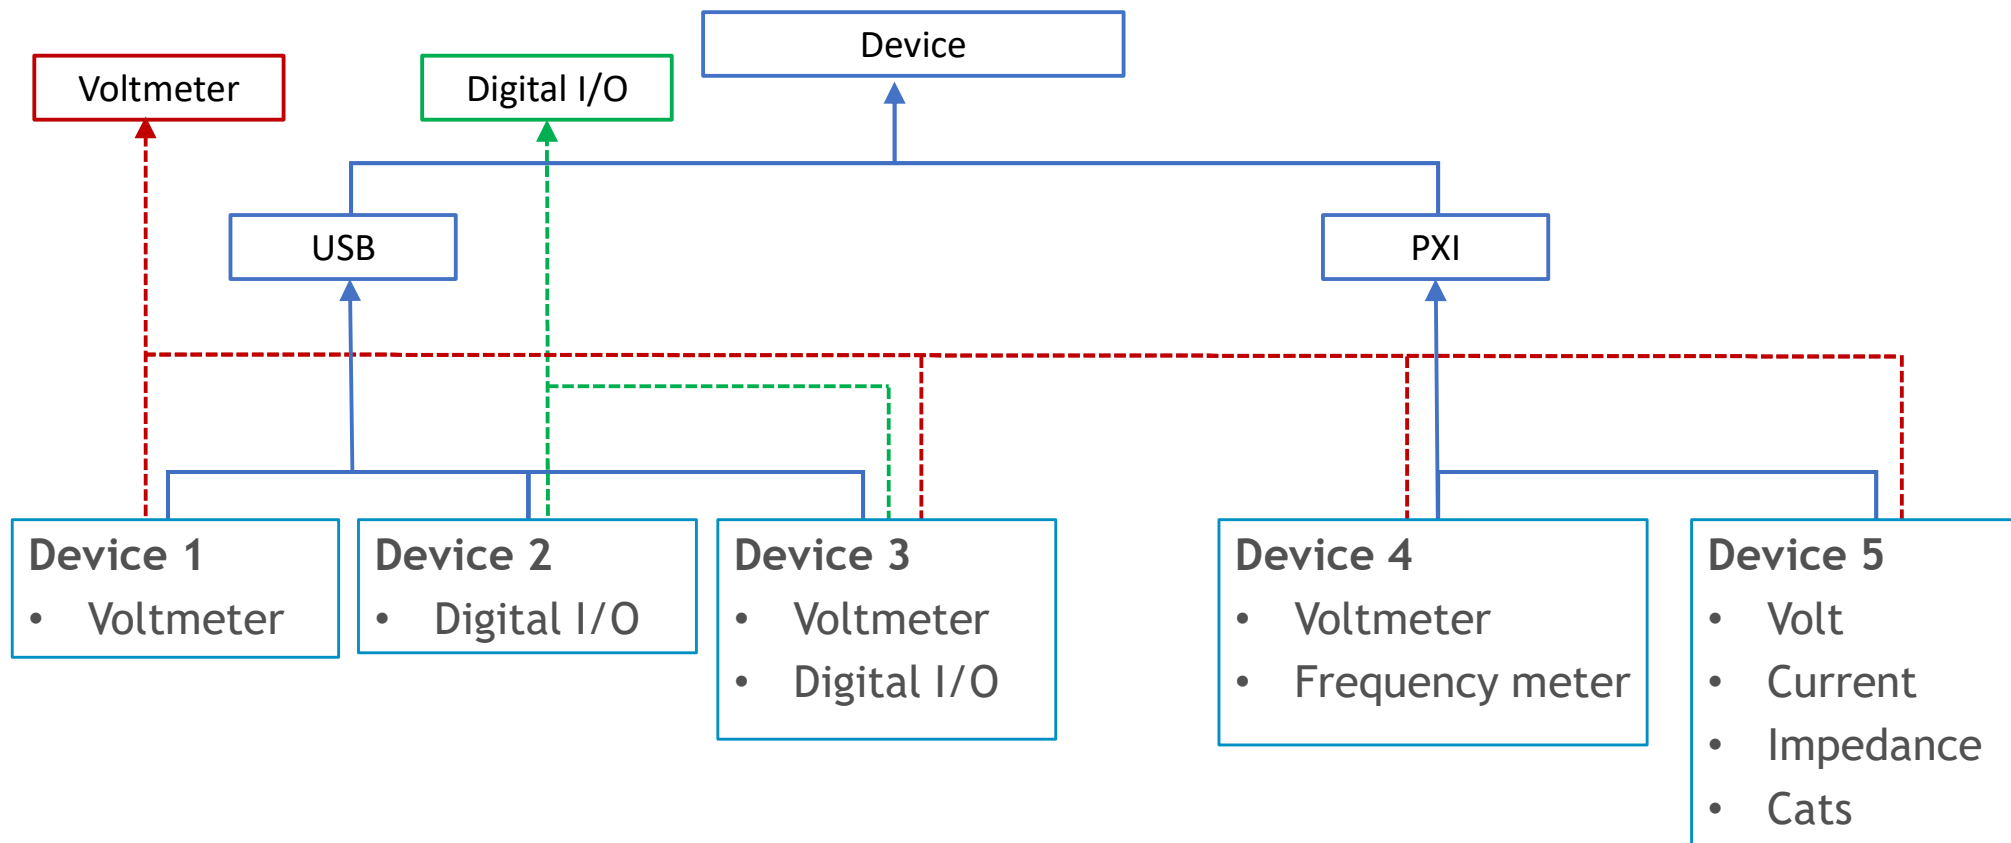 Device
Voltmeter
Digital I/O
USB
PXI
Device 1
• Voltmeter
Device 2
• Digital I/O
Device 3
• Voltmeter
• Digital I/O
Device 4
• Voltmeter
• Frequency meter
Device 5
• Volt
• Current
• Impedance
• Cats